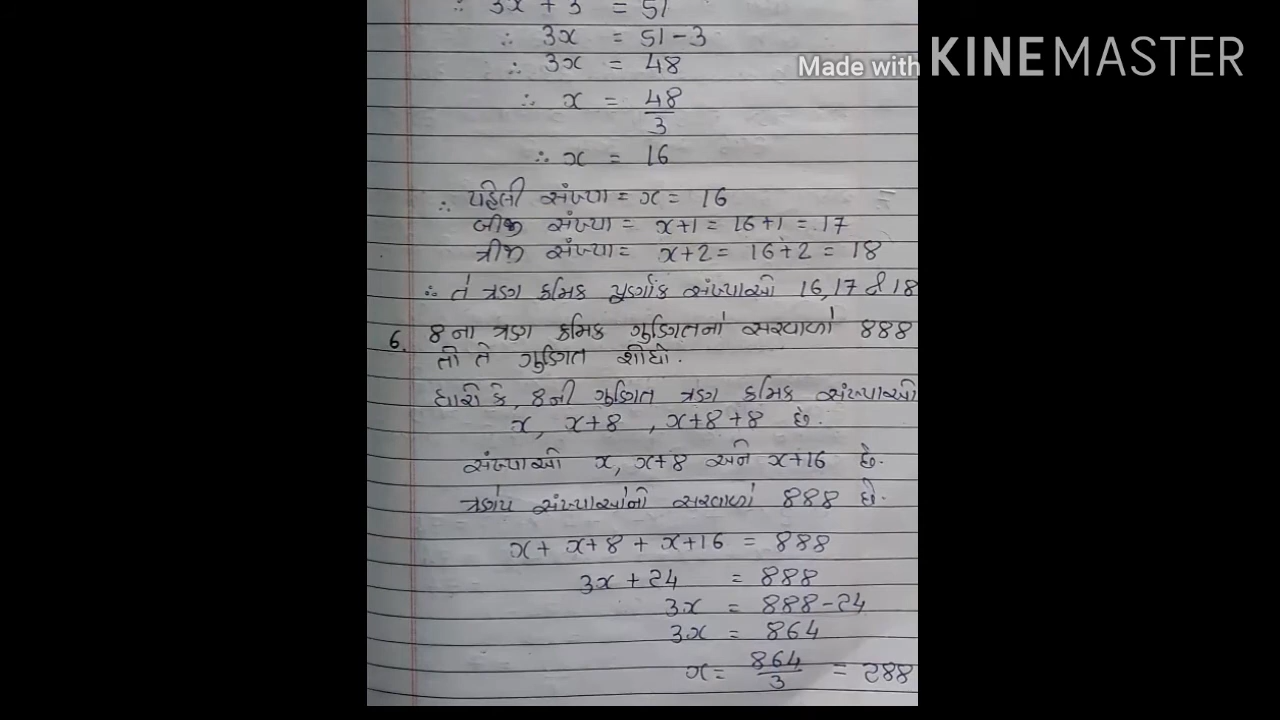 ∴ 3x + 3 = 51
∴ 3x = 51 - 3
∴ 3x = 48
Made with KINEMASTER
∴ x = 48/3
∴ x = 16
∴ પહેલી સંખ્યા = x = 16
બીજી સંખ્યા = x+1 = 16+1 = 17
ત્રીજી સંખ્યા = x+2 = 16+2 = 18
∴ તે ત્રણ ક્રમિક પૂર્ણાંક સંખ્યાઓ 16, 17 ને 18
6. 8 ના ત્રણ ક્રમિક ગુણિતનાં સરવાળો 888
તો તે ગુણિત શોધો.
ધારો કે, 8ની ગુણિત ત્રણ ક્રમિક સંખ્યાઓ
x, x+8, x+8+8 છે.
સંખ્યાઓ x, x+8 અને x+16 છે.
ત્રણેય સંખ્યાઓનો સરવાળો 888 છે.
x + x+8 + x+16 = 888
3x + 24 = 888
3x = 888-24
3x = 864
x = 864/3 = 288